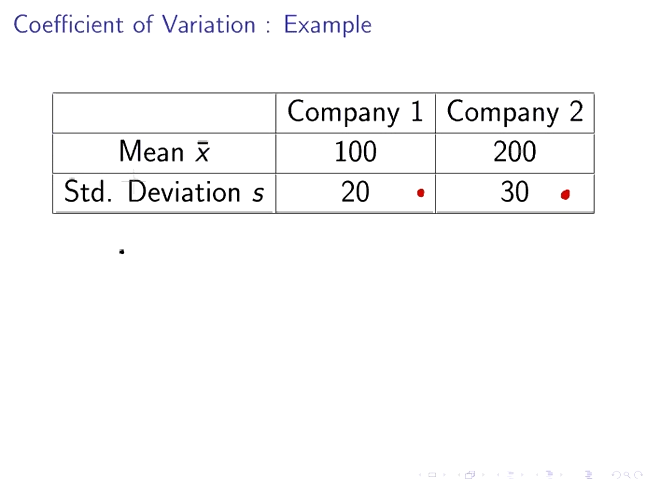 Coefficient of Variation : Example
Company 1 Company 2
Mean x̄ 100 200
Std. Deviation s 20 30